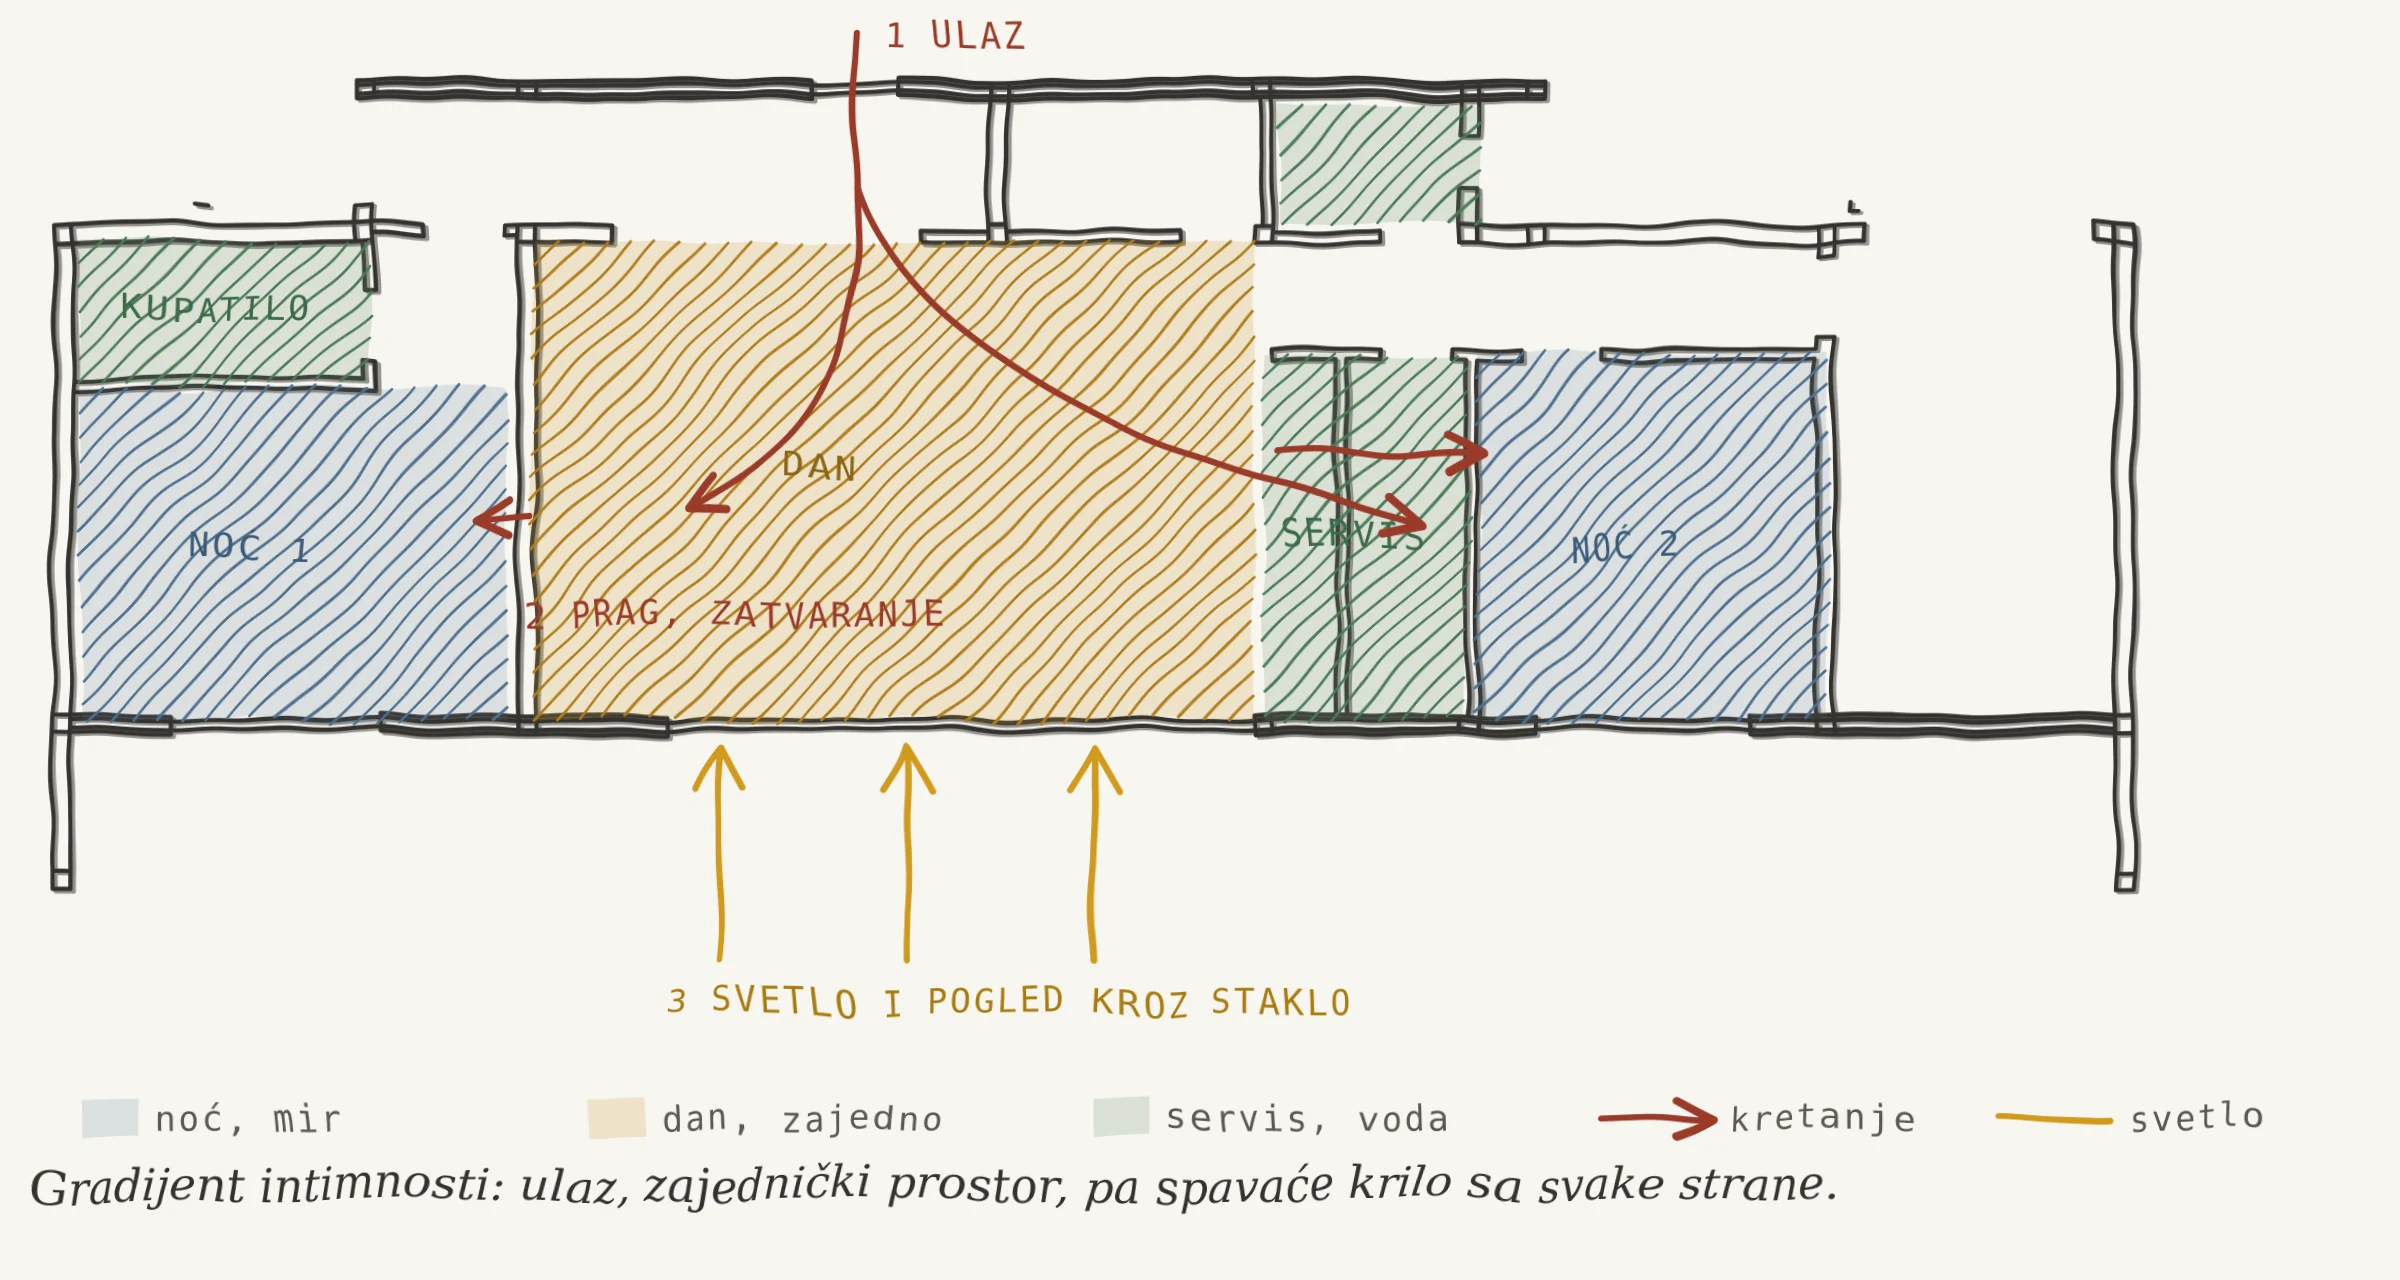 1 ULAZ
KUPATILO
DAN
SERVIS
NOĆ 1
NOĆ 2
2 PRAG, ZATVARANJE
3 SVETLO I POGLED KROZ STAKLO
noć, mir
dan, zajedno
servis, voda
kretanje
svetlo
Gradijent intimnosti: ulaz, zajednički prostor, pa spavaće krilo sa svake strane.